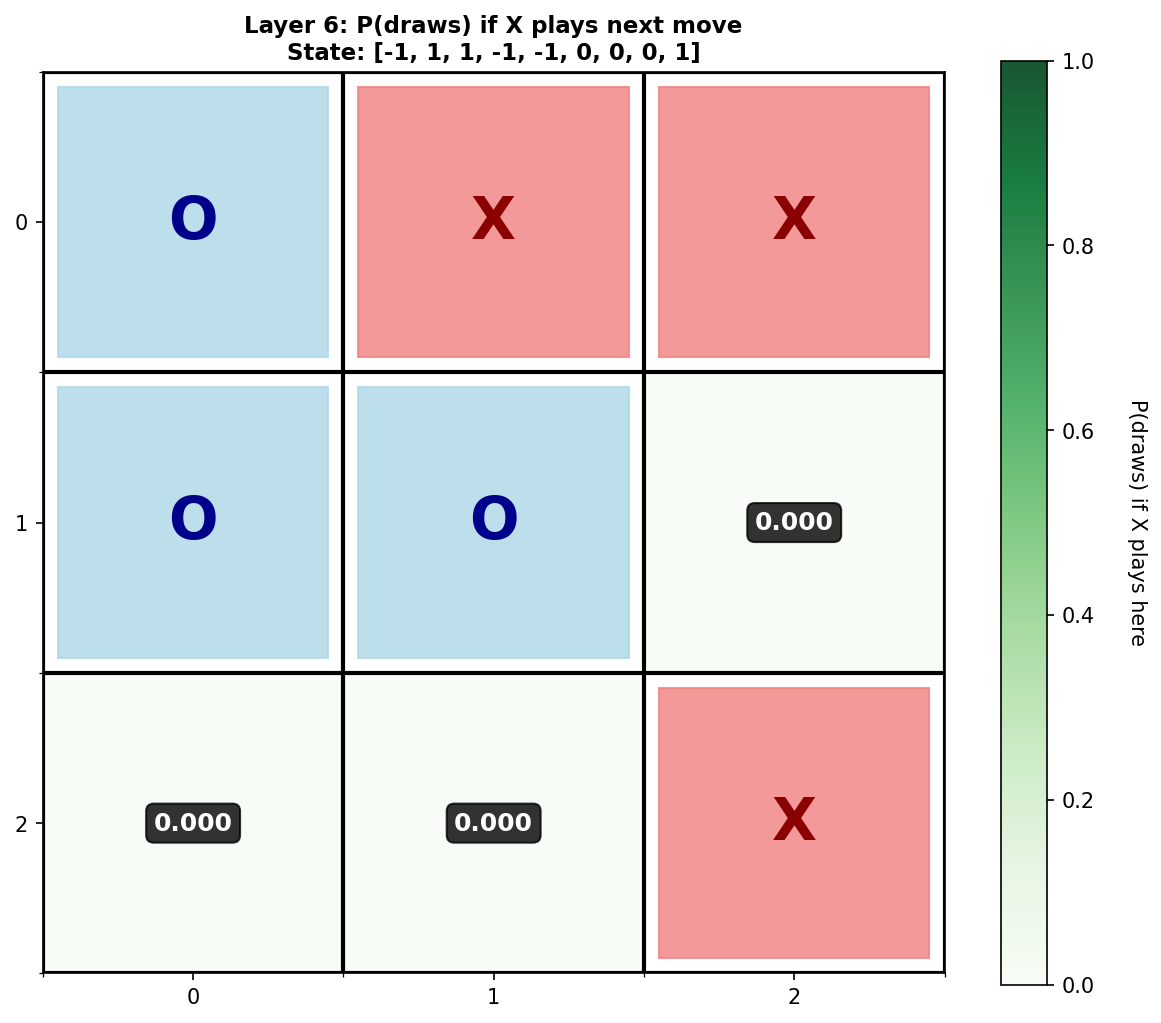 Layer 6: P(draws) if X plays next move
State: [-1, 1, 1, -1, -1, 0, 0, 0, 1]
0
O
X
X
1
O
O
0.000
2
0.000
0.000
X
0
1
2
1.0
0.8
0.6
0.4
0.2
0.0
P(draws) if X plays here